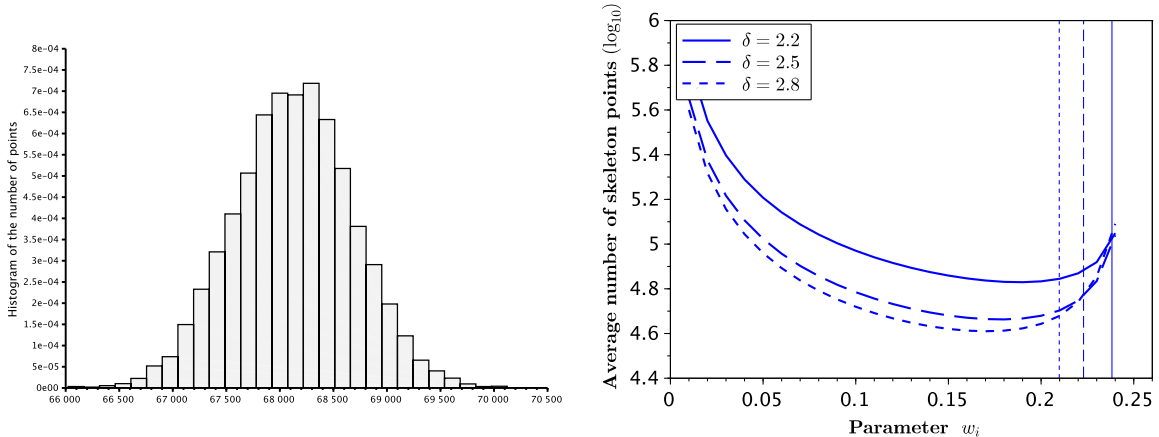 Histogram of the number of points
8e−04
7.5e−04
7e−04
6.5e−04
6e−04
5.5e−04
5e−04
4.5e−04
4e−04
3.5e−04
3e−04
2.5e−04
2e−04
1.5e−04
1e−04
5e−05
0e00
66 000 66 500 67 000 67 500 68 000 68 500 69 000 69 500 70 000 70 500
Average number of skeleton points (log₁₀)
6
5.8
5.6
5.4
5.2
5
4.8
4.6
4.4
δ = 2.2
δ = 2.5
δ = 2.8
0 0.05 0.1 0.15 0.2 0.25
Parameter wᵢ